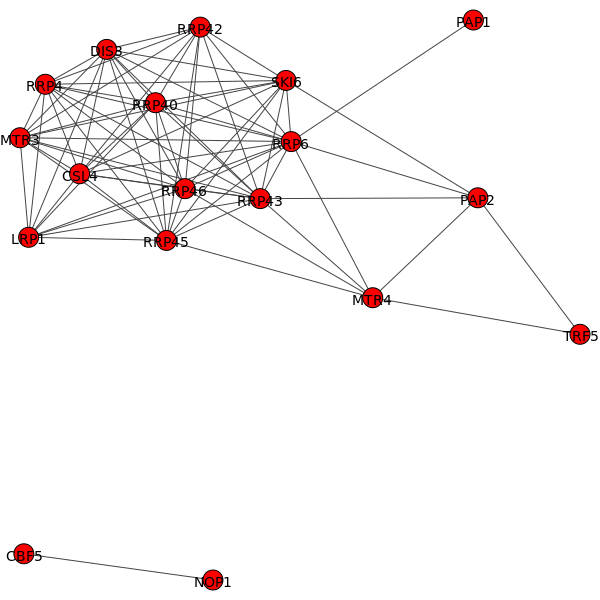 PAP1
RRP42
DIS3
SKI6
RRP4
RRP40
MTR3
RRP6
CSL4
RRP46
PAP2
RRP43
LRP1
RRP45
MTR4
TRF5
CBF5
NOP1